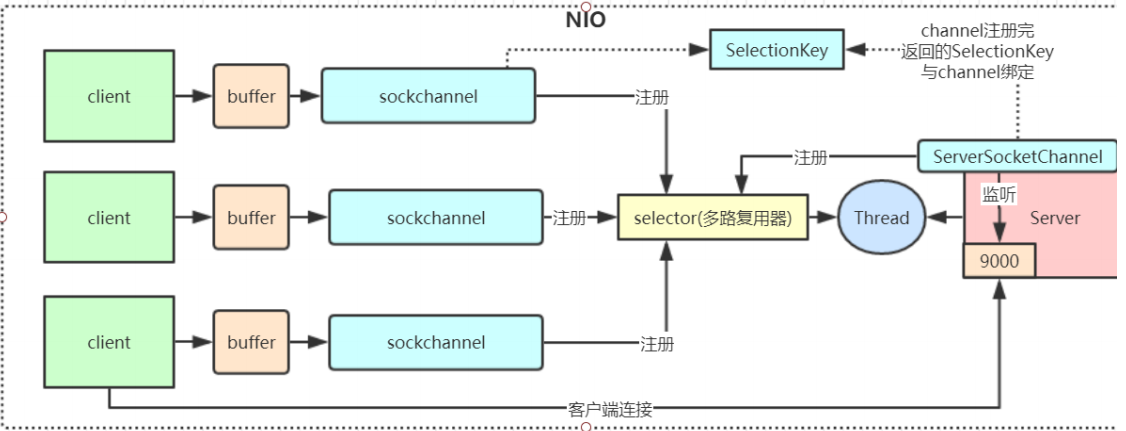 NIO
channel注册完
返回的SelectionKey
与channel绑定
SelectionKey
client
buffer
sockchannel
注册
注册
ServerSocketChannel
监听
client
buffer
sockchannel
注册
selector(多路复用器)
Thread
Server
9000
client
buffer
sockchannel
注册
客户端连接